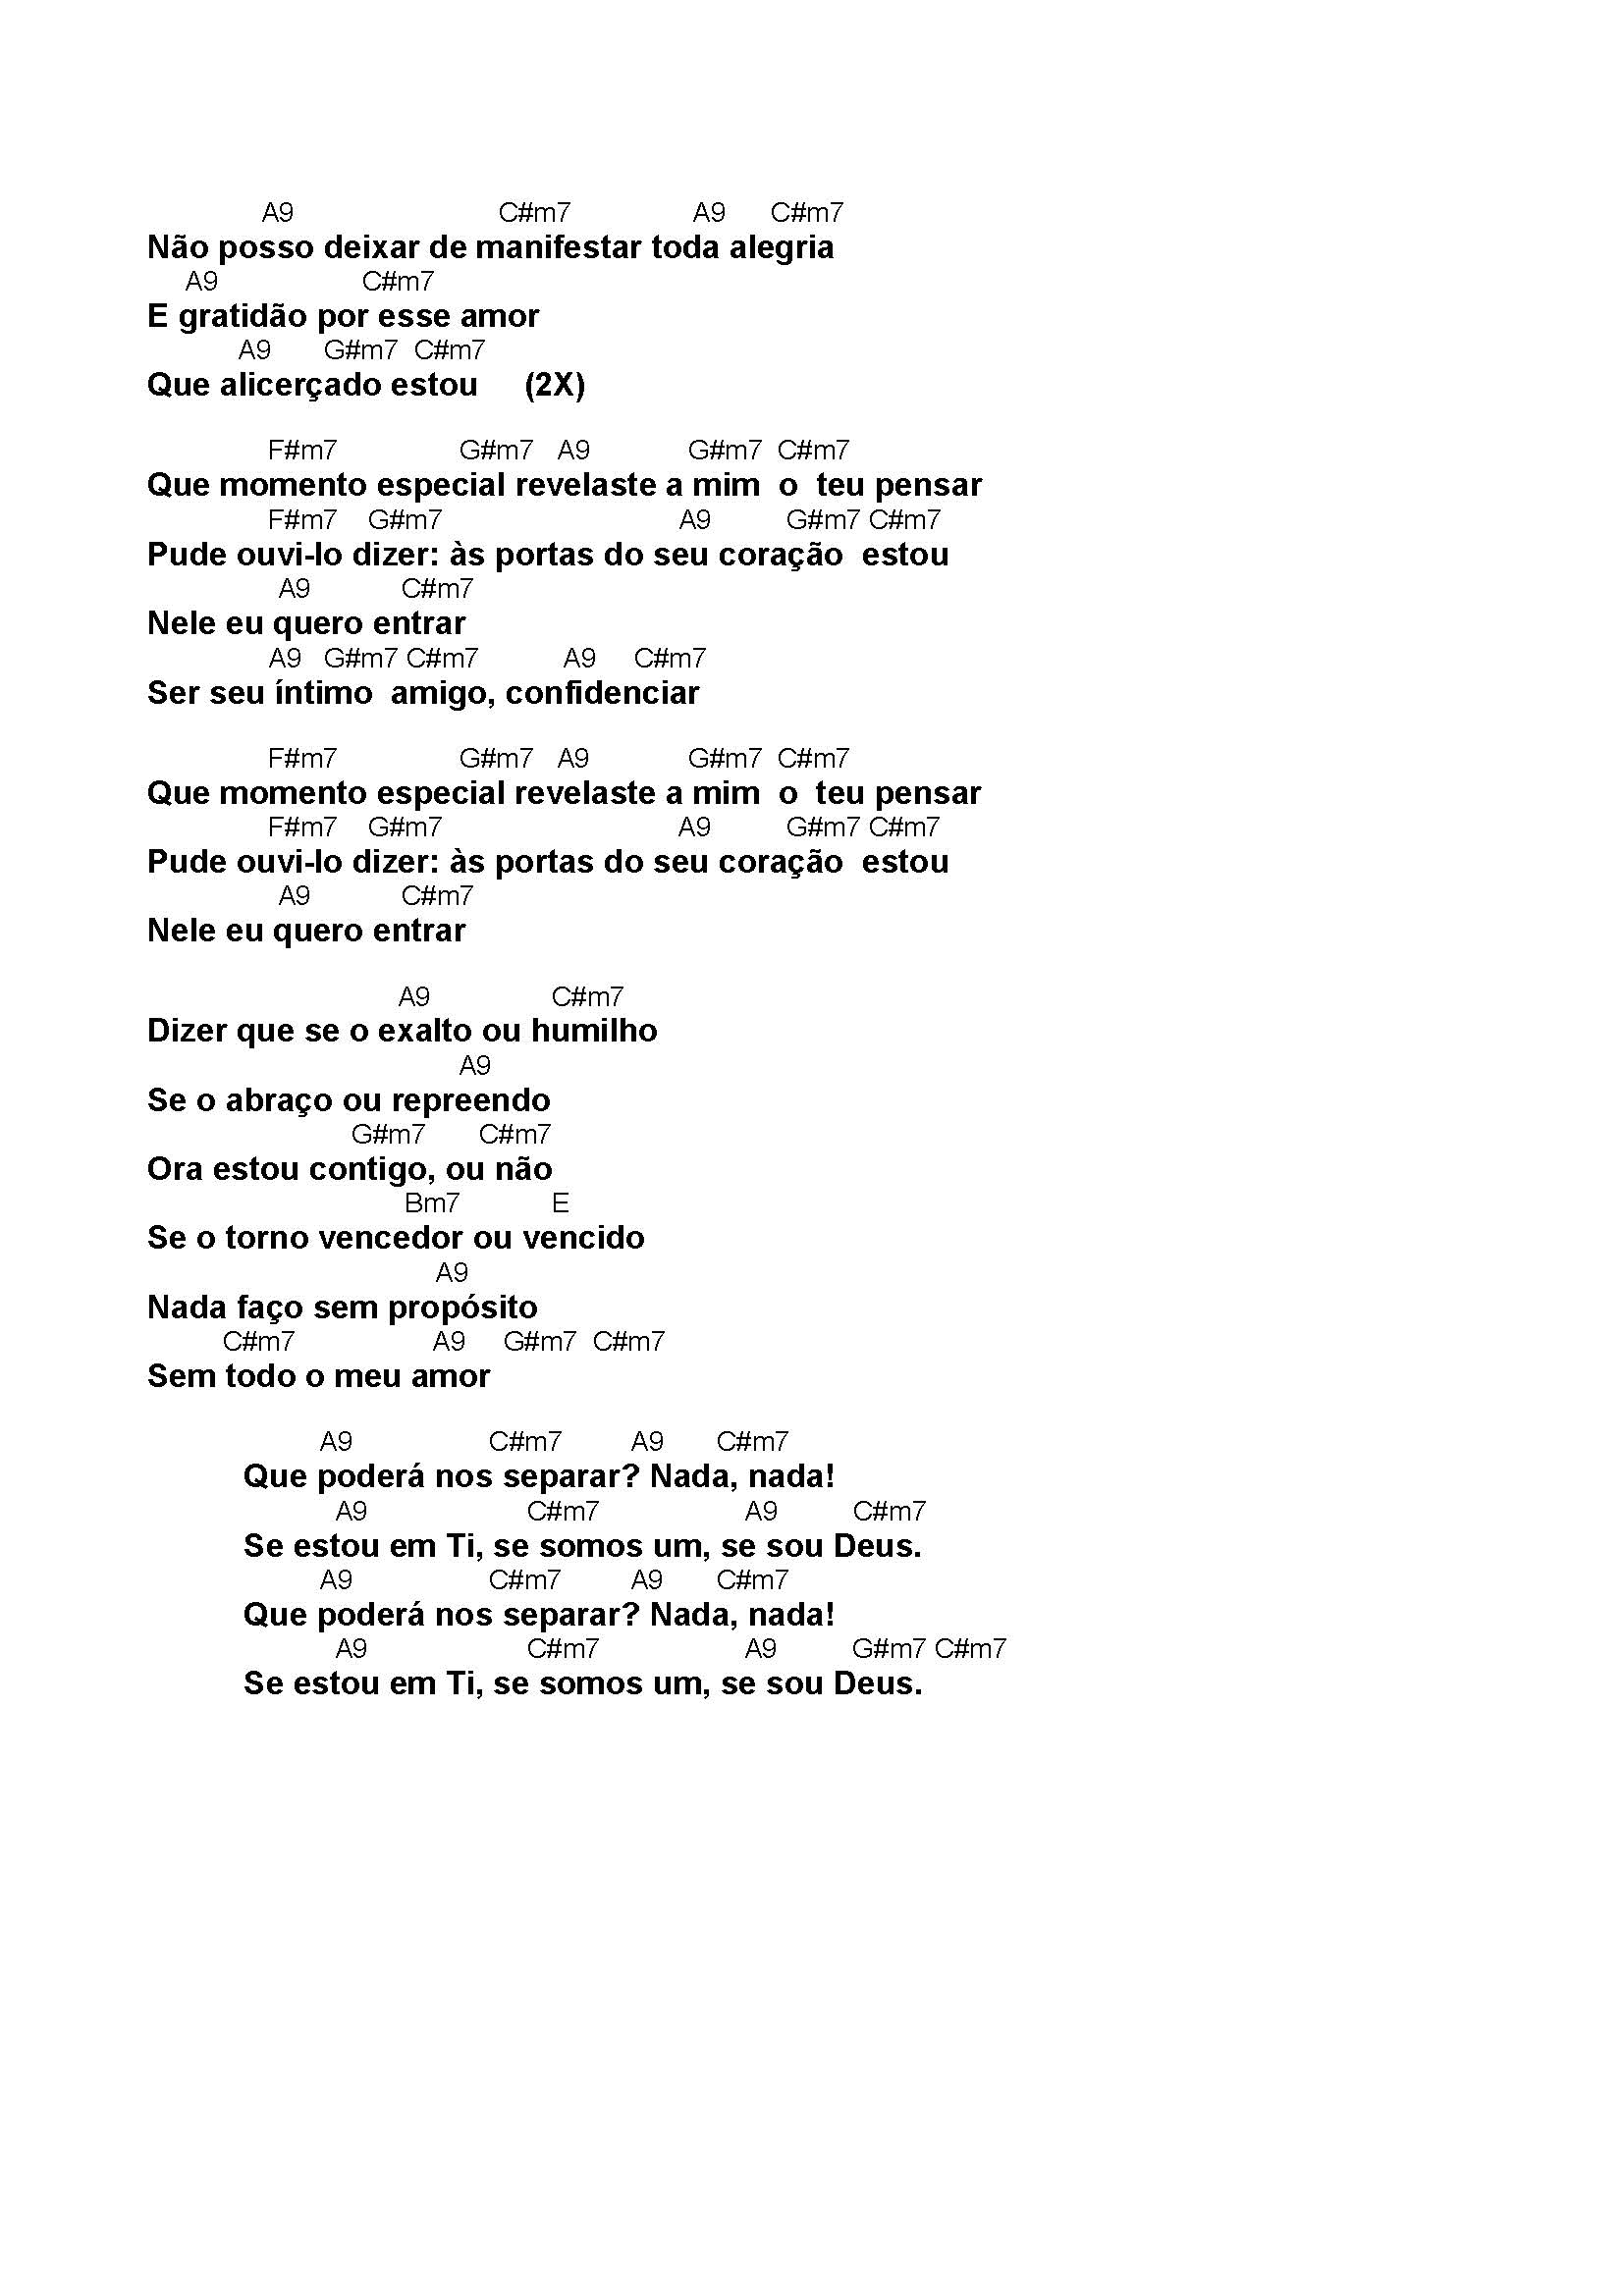 A9 C#m7 A9 C#m7
Não posso deixar de manifestar toda alegria
A9 C#m7
E gratidão por esse amor
A9 G#m7 C#m7
Que alicerçado estou (2X)
F#m7 G#m7 A9 G#m7 C#m7
Que momento especial revelaste a mim o teu pensar
F#m7 G#m7 A9 G#m7 C#m7
Pude ouvi-lo dizer: às portas do seu coração estou
A9 C#m7
Nele eu quero entrar
A9 G#m7 C#m7 A9 C#m7
Ser seu íntimo amigo, confidenciar
F#m7 G#m7 A9 G#m7 C#m7
Que momento especial revelaste a mim o teu pensar
F#m7 G#m7 A9 G#m7 C#m7
Pude ouvi-lo dizer: às portas do seu coração estou
A9 C#m7
Nele eu quero entrar
A9 C#m7
Dizer que se o exalto ou humilho
A9
Se o abraço ou repreendo
G#m7 C#m7
Ora estou contigo, ou não
Bm7 E
Se o torno vencedor ou vencido
A9
Nada faço sem propósito
C#m7 A9 G#m7 C#m7
Sem todo o meu amor
A9 C#m7 A9 C#m7
Que poderá nos separar? Nada, nada!
A9 C#m7 A9 C#m7
Se estou em Ti, se somos um, se sou Deus.
A9 C#m7 A9 C#m7
Que poderá nos separar? Nada, nada!
A9 C#m7 A9 G#m7 C#m7
Se estou em Ti, se somos um, se sou Deus.